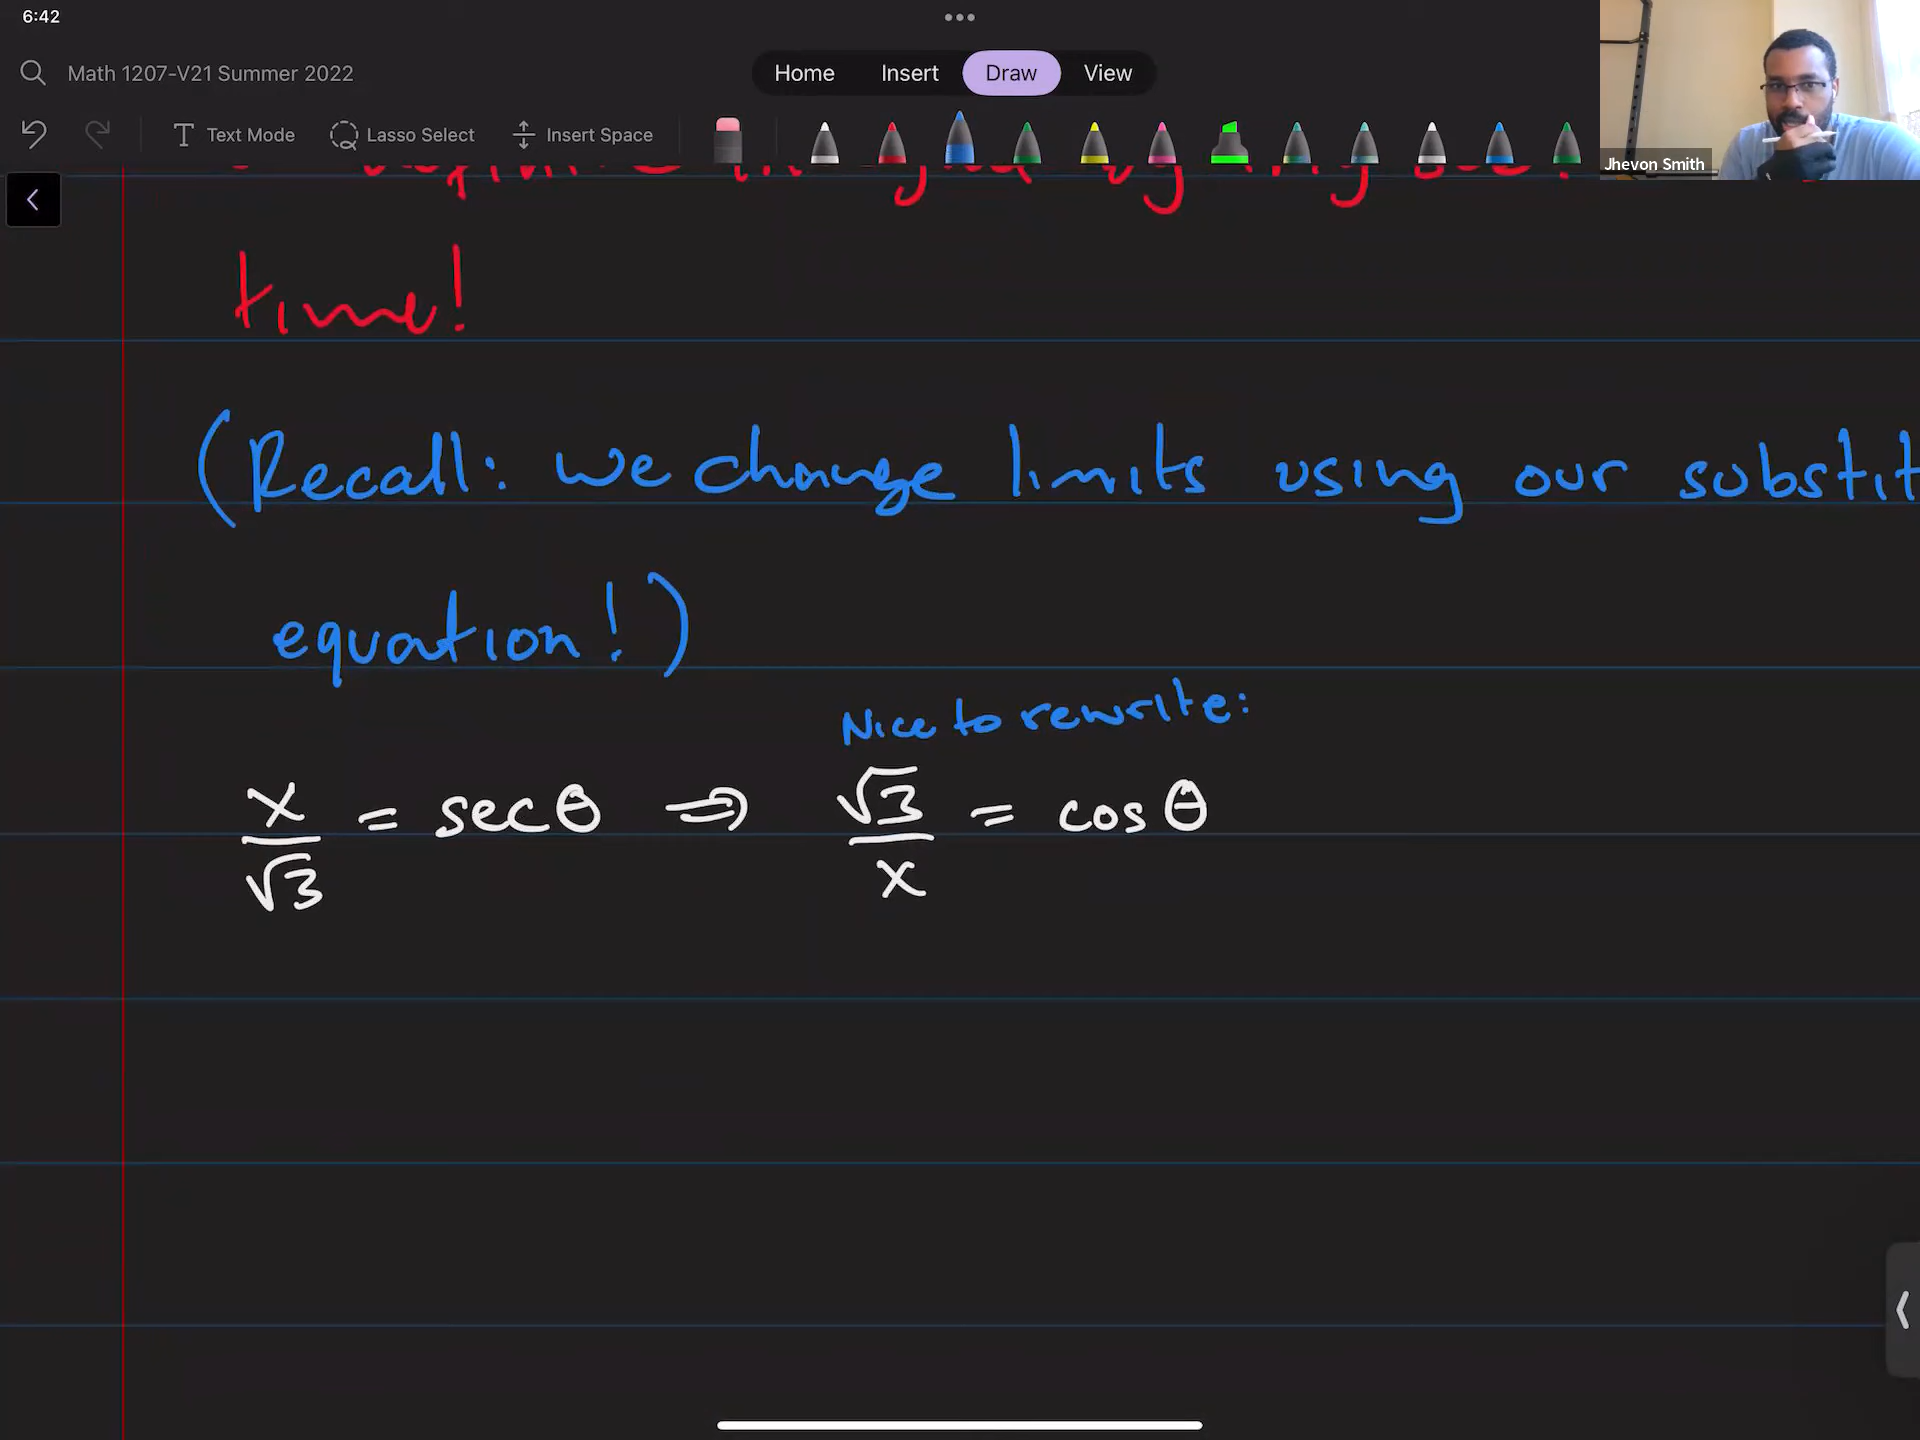 6:42
Math 1207-V21 Summer 2022
Home Insert Draw View
Text Mode Lasso Select Insert Space
Jhevon Smith
time!
(Recall: we change limits using our substit
equation!)
Nice to rewrite:
x/√3 = secθ ⇒ √3/x = cosθ